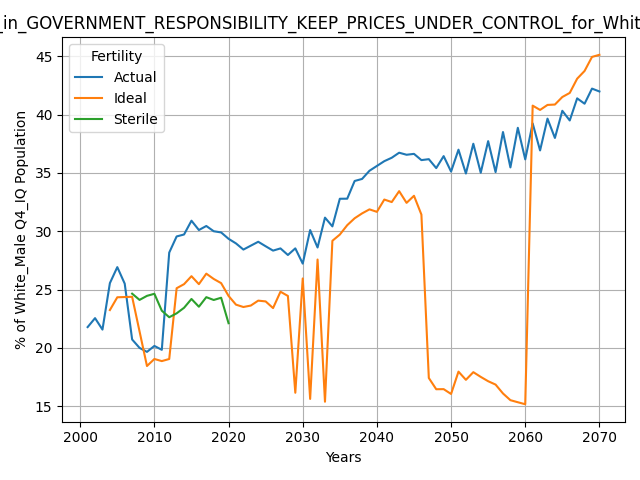 _in_GOVERNMENT_RESPONSIBILITY_KEEP_PRICES_UNDER_CONTROL_for_Whit
Fertility
Actual
Ideal
Sterile
% of White_Male Q4_IQ Population
45
40
35
30
25
20
15
2000 2010 2020 2030 2040 2050 2060 2070
Years